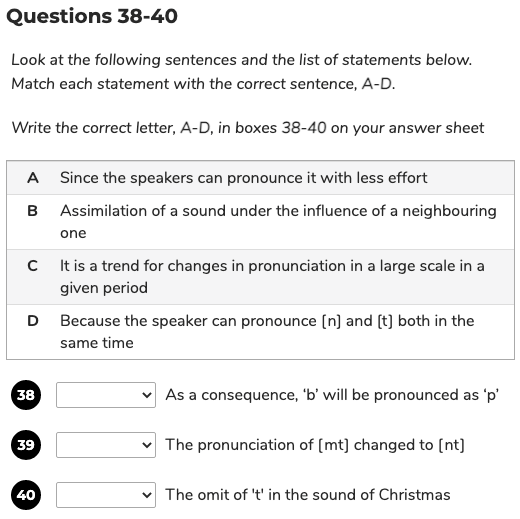 Questions 38-40
Look at the following sentences and the list of statements below.
Match each statement with the correct sentence, A-D.
Write the correct letter, A-D, in boxes 38-40 on your answer sheet
A Since the speakers can pronounce it with less effort
B Assimilation of a sound under the influence of a neighbouring
one
C It is a trend for changes in pronunciation in a large scale in a
given period
D Because the speaker can pronounce [n] and [t] both in the
same time
38 As a consequence, 'b' will be pronounced as 'p'
39 The pronunciation of [mt] changed to [nt]
40 The omit of 't' in the sound of Christmas